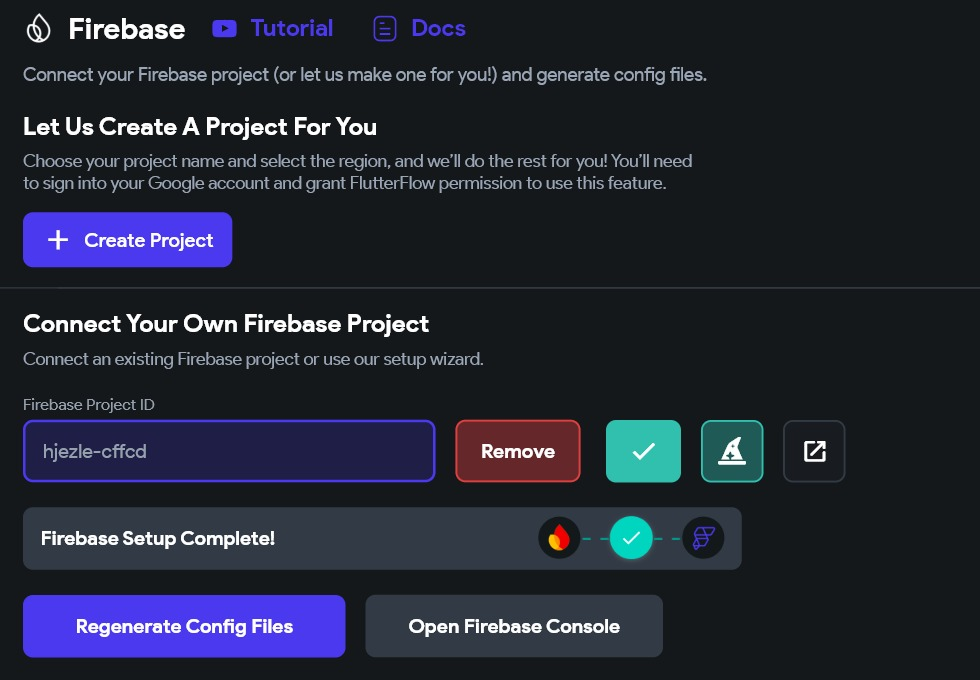 Firebase Tutorial Docs
Connect your Firebase project (or let us make one for you!) and generate config files.
Let Us Create A Project For You
Choose your project name and select the region, and we'll do the rest for you! You'll need
to sign into your Google account and grant FlutterFlow permission to use this feature.
Create Project
Connect Your Own Firebase Project
Connect an existing Firebase project or use our setup wizard.
Firebase Project ID
hjezle-cffcd Remove
Firebase Setup Complete!
Regenerate Config Files Open Firebase Console